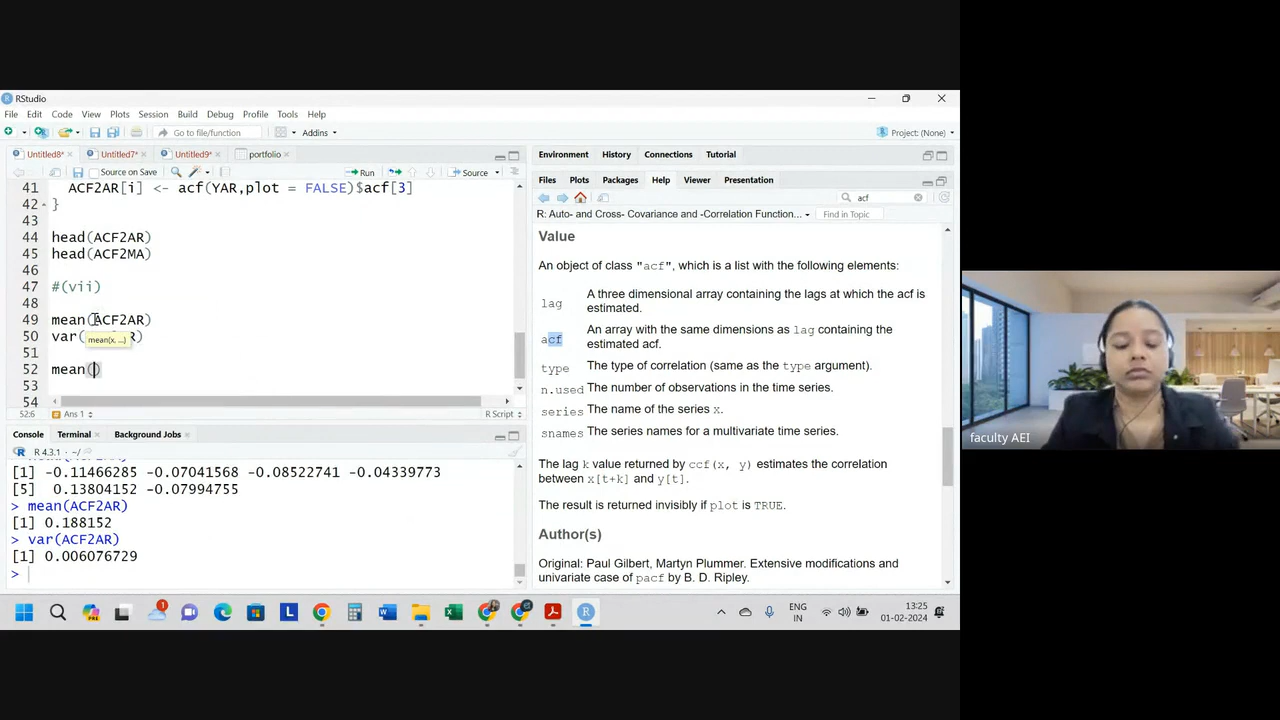 RStudio
File Edit Code View Plots Session Build Debug Profile Tools Help
Go to file/function Addins Project: (None)
Untitled8* Untitled7* Untitled9* portfolio
Source on Save Run Source
41 ACF2AR[i] <- acf(YAR,plot = FALSE)$acf[3]
42 }
43
44 head(ACF2AR)
45 head(ACF2MA)
46
47 #(vii)
48
49 mean(ACF2AR)
50 var( R)
mean(x, ...)
51
52 mean()
53
54
52:6 Ans 1 R Script
Console Terminal Background Jobs
R 4.3.1 · ~/
[1] -0.11466285 -0.07041568 -0.08522741 -0.04339773
[5] 0.13804152 -0.07994755
> mean(ACF2AR)
[1] 0.188152
> var(ACF2AR)
[1] 0.006076729
>
Environment History Connections Tutorial
Files Plots Packages Help Viewer Presentation
acf
R: Auto- and Cross- Covariance and -Correlation Function... Find in Topic
Value
An object of class "acf", which is a list with the following elements:
lag A three dimensional array containing the lags at which the acf is
estimated.
acf An array with the same dimensions as lag containing the
estimated acf.
type The type of correlation (same as the type argument).
n.used The number of observations in the time series.
series The name of the series x.
snames The series names for a multivariate time series.
The lag k value returned by ccf(x, y) estimates the correlation
between x[t+k] and y[t].
The result is returned invisibly if plot is TRUE.
Author(s)
Original: Paul Gilbert, Martyn Plummer. Extensive modifications and
univariate case of pacf by B. D. Ripley.
faculty AEI
ENG
IN
13:25
01-02-2024